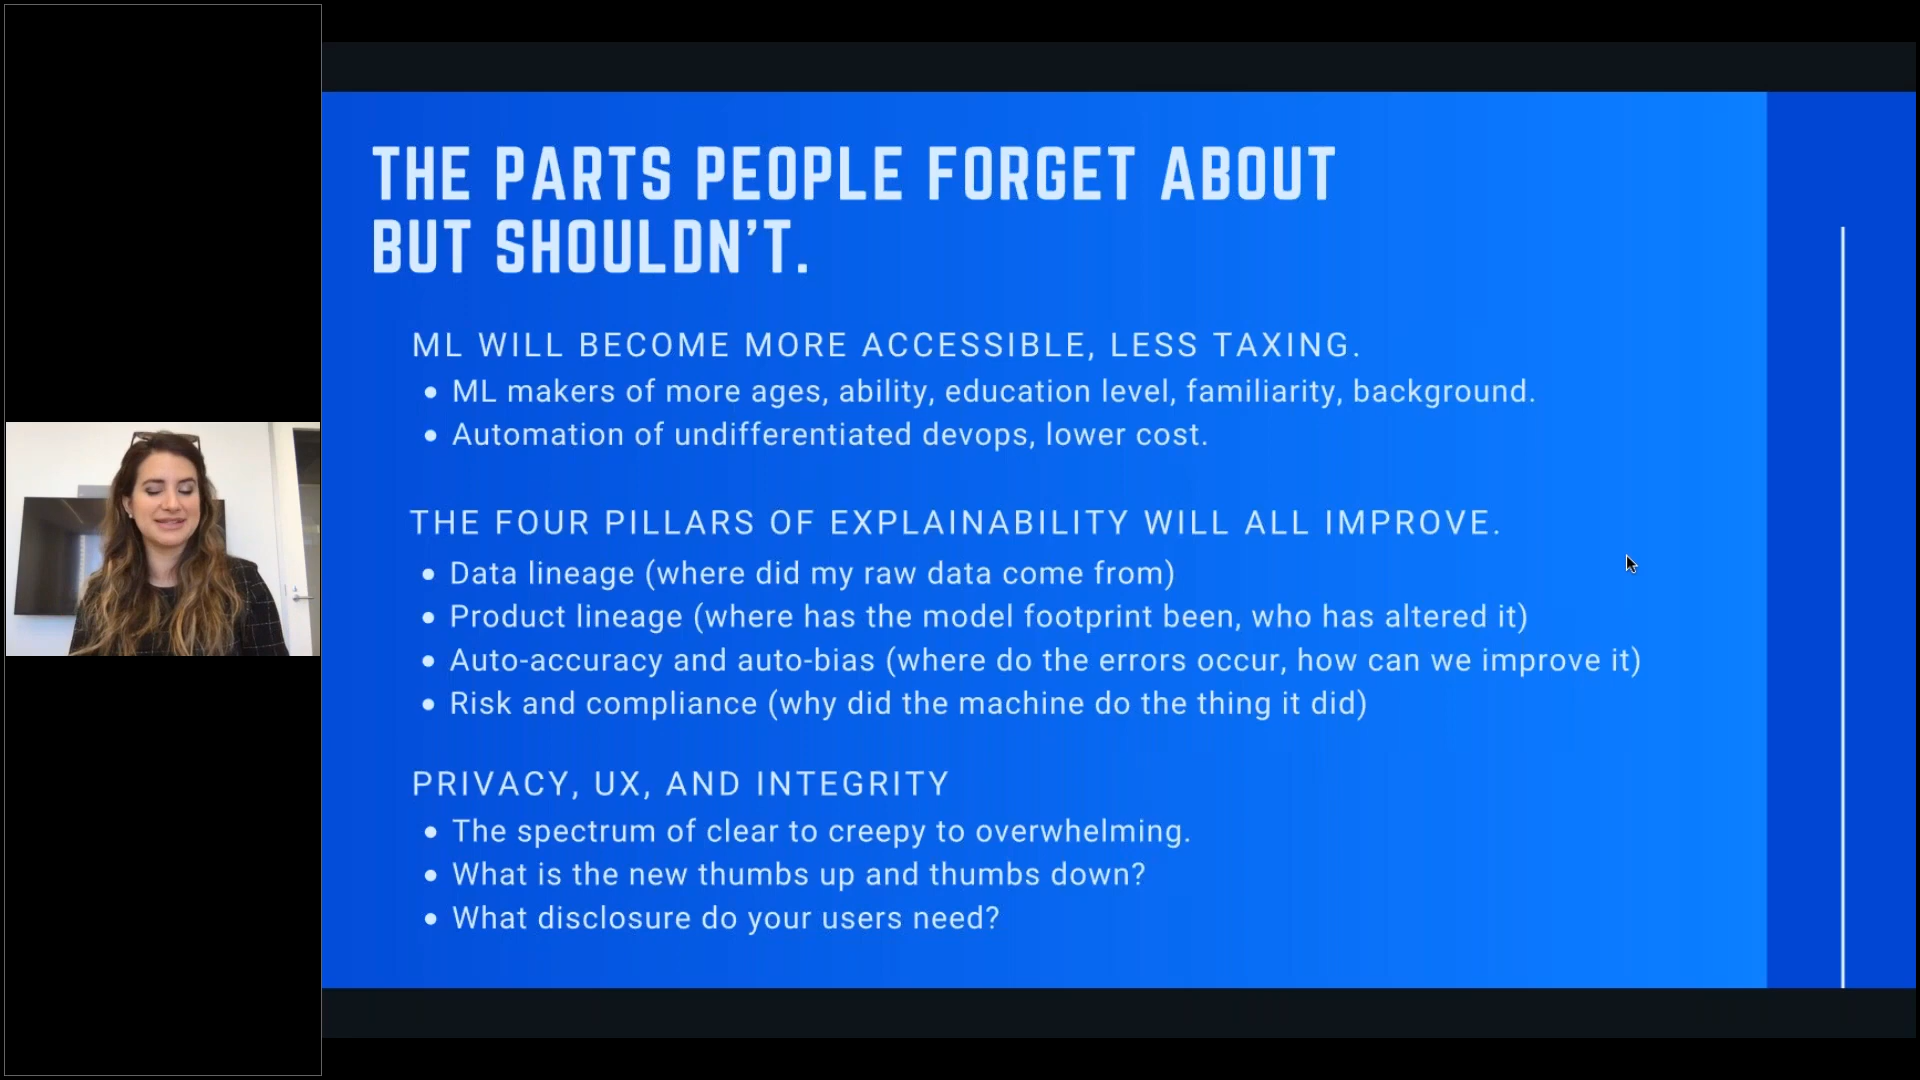 THE PARTS PEOPLE FORGET ABOUT
BUT SHOULDN'T.
ML WILL BECOME MORE ACCESSIBLE, LESS TAXING.
• ML makers of more ages, ability, education level, familiarity, background.
• Automation of undifferentiated devops, lower cost.
THE FOUR PILLARS OF EXPLAINABILITY WILL ALL IMPROVE.
• Data lineage (where did my raw data come from)
• Product lineage (where has the model footprint been, who has altered it)
• Auto-accuracy and auto-bias (where do the errors occur, how can we improve it)
• Risk and compliance (why did the machine do the thing it did)
PRIVACY, UX, AND INTEGRITY
• The spectrum of clear to creepy to overwhelming.
• What is the new thumbs up and thumbs down?
• What disclosure do your users need?